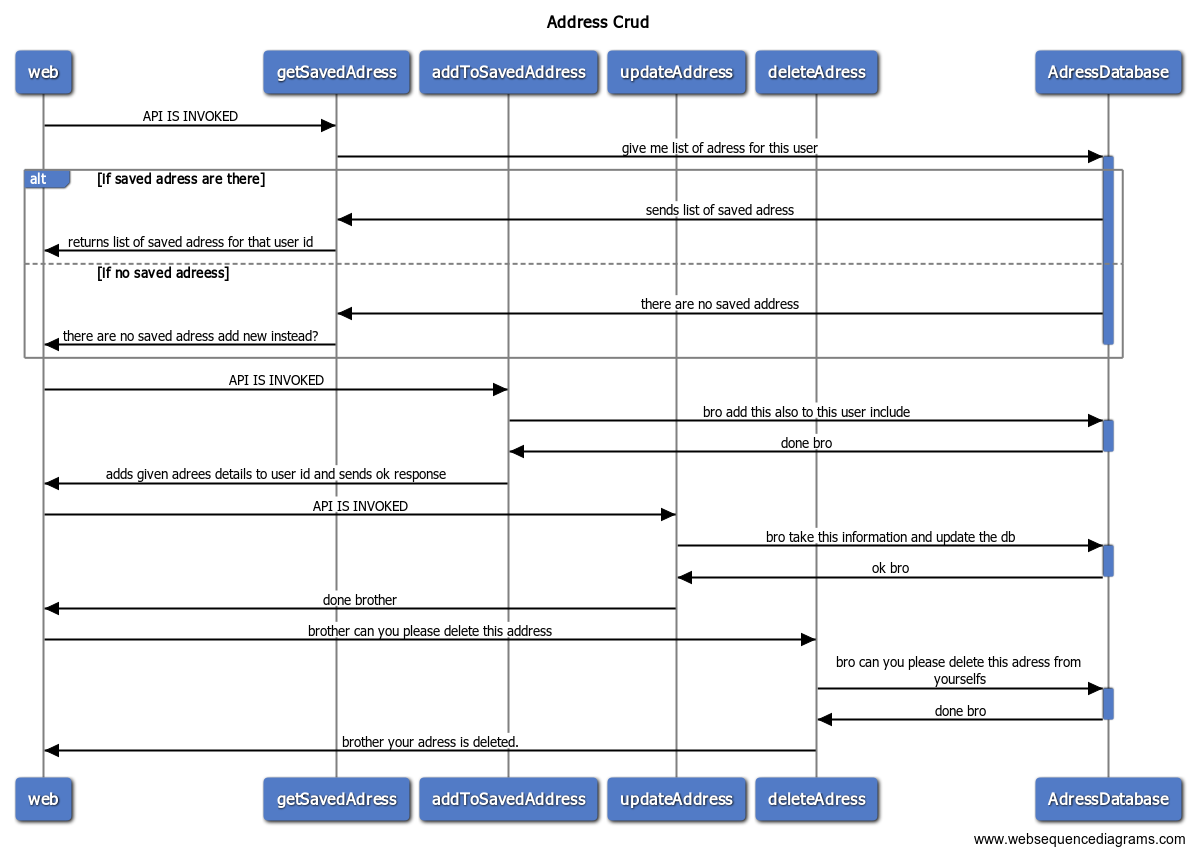 Address Crud
web
getSavedAdress
addToSavedAddress
updateAddress
deleteAdress
AdressDatabase
API IS INVOKED
give me list of adress for this user
alt
[If saved adress are there]
sends list of saved adress
returns list of saved adress for that user id
[If no saved adreess]
there are no saved address
there are no saved adress add new instead?
API IS INVOKED
bro add this also to this user include
done bro
adds given adrees details to user id and sends ok response
API IS INVOKED
bro take this information and update the db
ok bro
done brother
brother can you please delete this address
bro can you please delete this adress from
yourselfs
done bro
brother your adress is deleted.
web
getSavedAdress
addToSavedAddress
updateAddress
deleteAdress
AdressDatabase
www.websequencediagrams.com